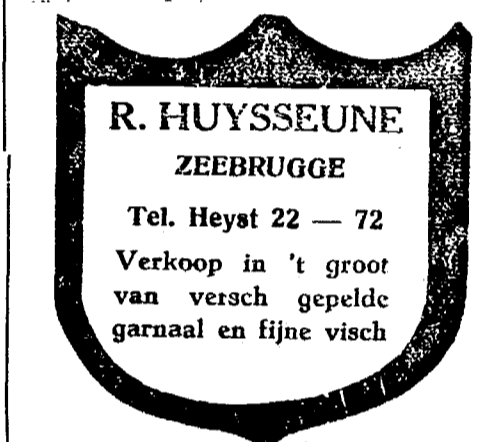 R. HUYSSEUNE
ZEEBRUGGE
Tel. Heyst 22 — 72
Verkoop in 't groot
van versch gepelde
garnaal en fijne visch